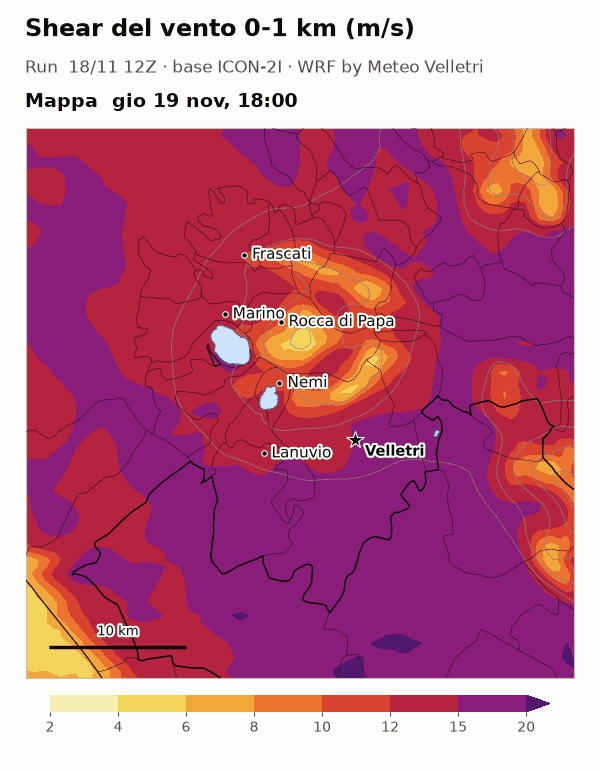 Shear del vento 0-1 km (m/s)
Run  18/11 12Z · base ICON-2I · WRF by Meteo Velletri
Mappa  gio 19 nov, 18:00
Frascati
Marino
Rocca di Papa
Nemi
Velletri
Lanuvio
10 km
2 4 6 8 10 12 15 20